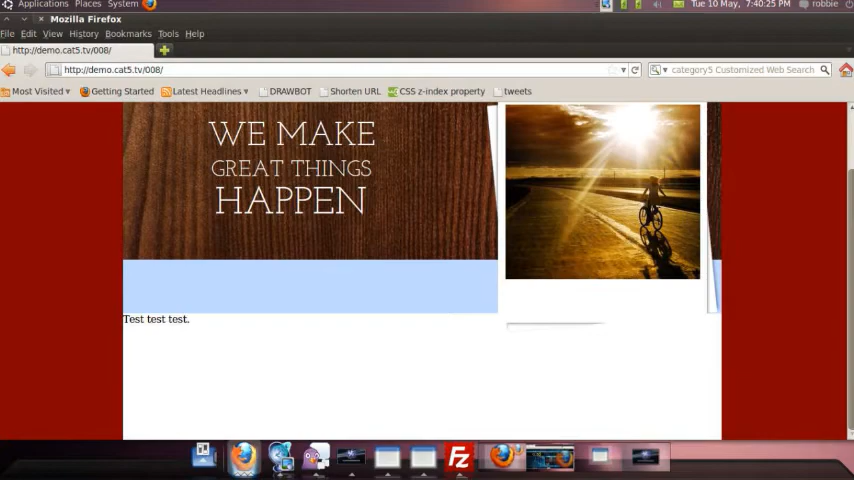 Applications Places System
Tue 10 May, 7:40:25 PM
robbie
Mozilla Firefox
File Edit View History Bookmarks Tools Help
http://demo.cat5.tv/008/
http://demo.cat5.tv/008/
category5 Customized Web Search
Most Visited
Getting Started
Latest Headlines
DRAWBOT
Shorten URL
CSS z-index property
tweets
WE MAKE
GREAT THINGS
HAPPEN
Test test test.
FZ